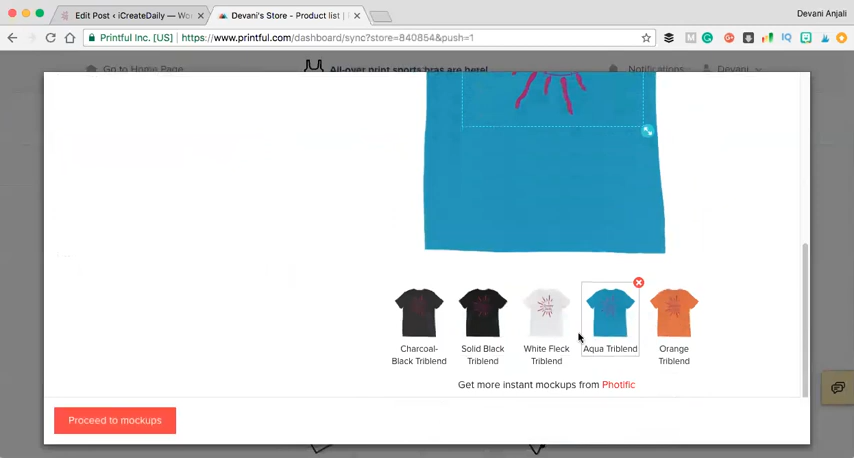 Edit Post ‹ iCreateDaily — Wor
Devani's Store - Product list |
Devani Anjali
Printful Inc. [US]
https://www.printful.com/dashboard/sync?store=840854&push=1
Go to Home Page
All-over print sports bras are here!
Notifications
Devani
Charcoal-
Black Triblend
Solid Black
Triblend
White Fleck
Triblend
Aqua Triblend
Orange
Triblend
Get more instant mockups from Photific
Proceed to mockups